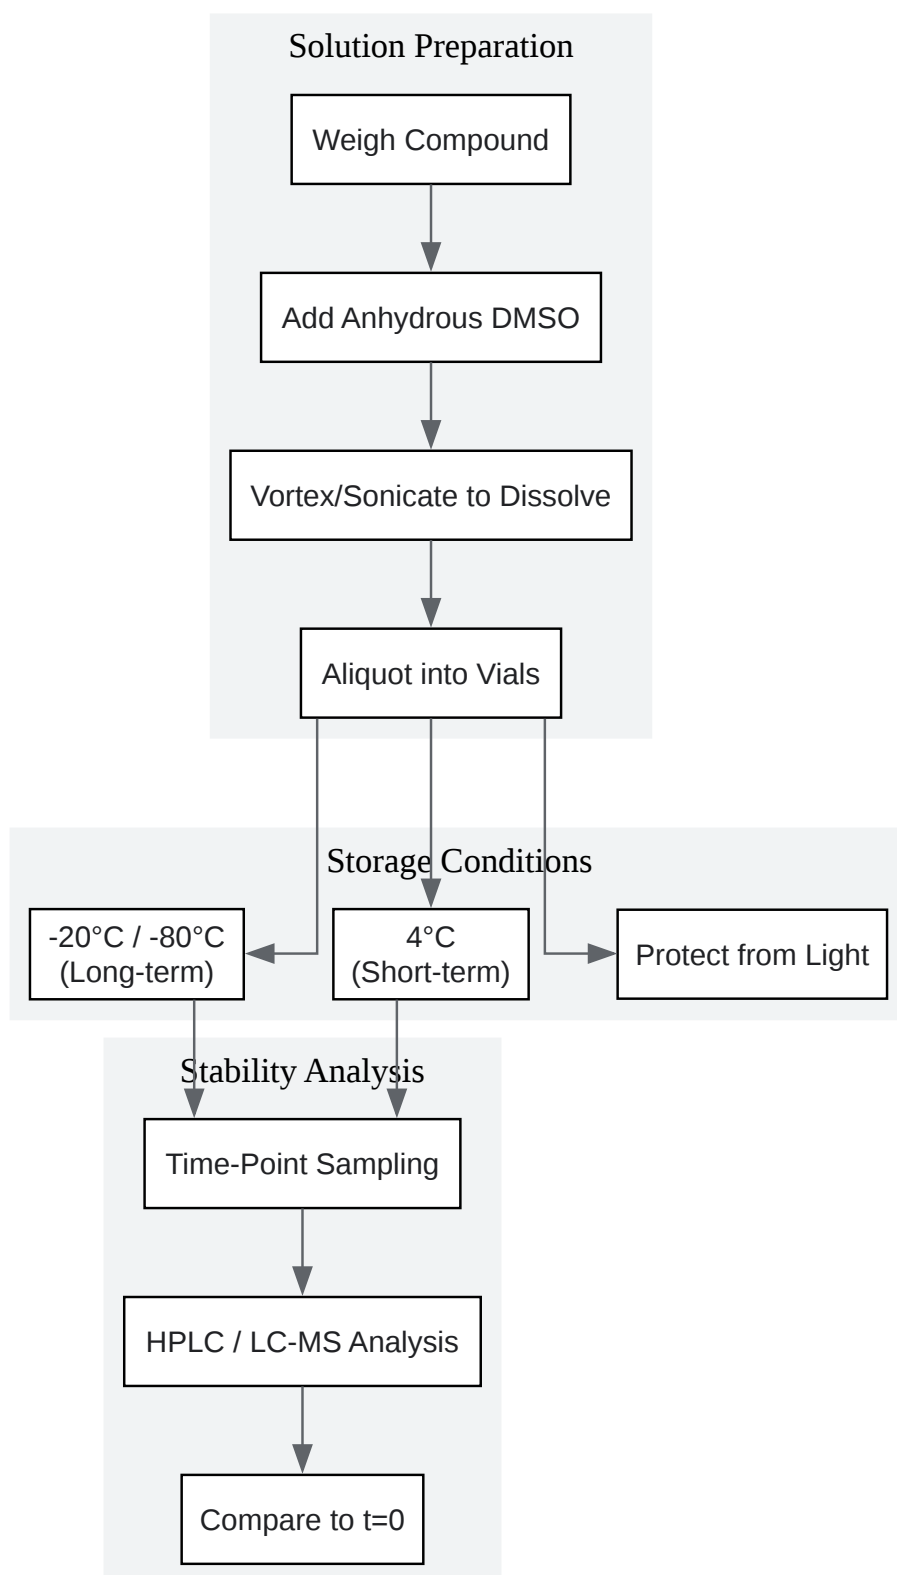 Solution Preparation
Weigh Compound
Add Anhydrous DMSO
Vortex/Sonicate to Dissolve
Aliquot into Vials
Storage Conditions
-20°C / -80°C
(Long-term)
4°C
(Short-term)
Protect from Light
Stability Analysis
Time-Point Sampling
HPLC / LC-MS Analysis
Compare to t=0